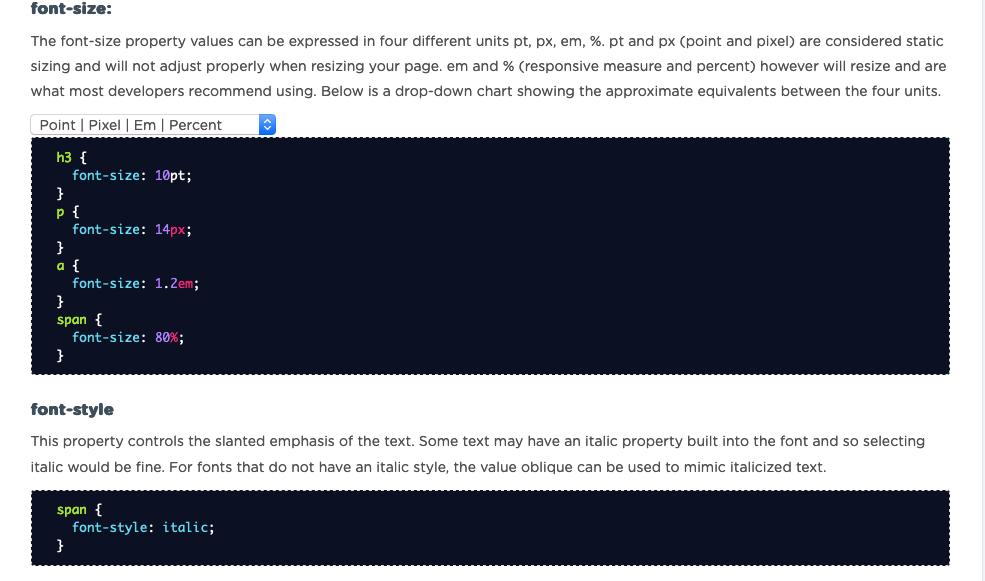 font-size:
The font-size property values can be expressed in four different units pt, px, em, %. pt and px (point and pixel) are considered static
sizing and will not adjust properly when resizing your page. em and % (responsive measure and percent) however will resize and are
what most developers recommend using. Below is a drop-down chart showing the approximate equivalents between the four units.
Point | Pixel | Em | Percent
h3 {
  font-size: 10pt;
}
p {
  font-size: 14px;
}
a {
  font-size: 1.2em;
}
span {
  font-size: 80%;
}
font-style
This property controls the slanted emphasis of the text. Some text may have an italic property built into the font and so selecting
italic would be fine. For fonts that do not have an italic style, the value oblique can be used to mimic italicized text.
span {
  font-style: italic;
}